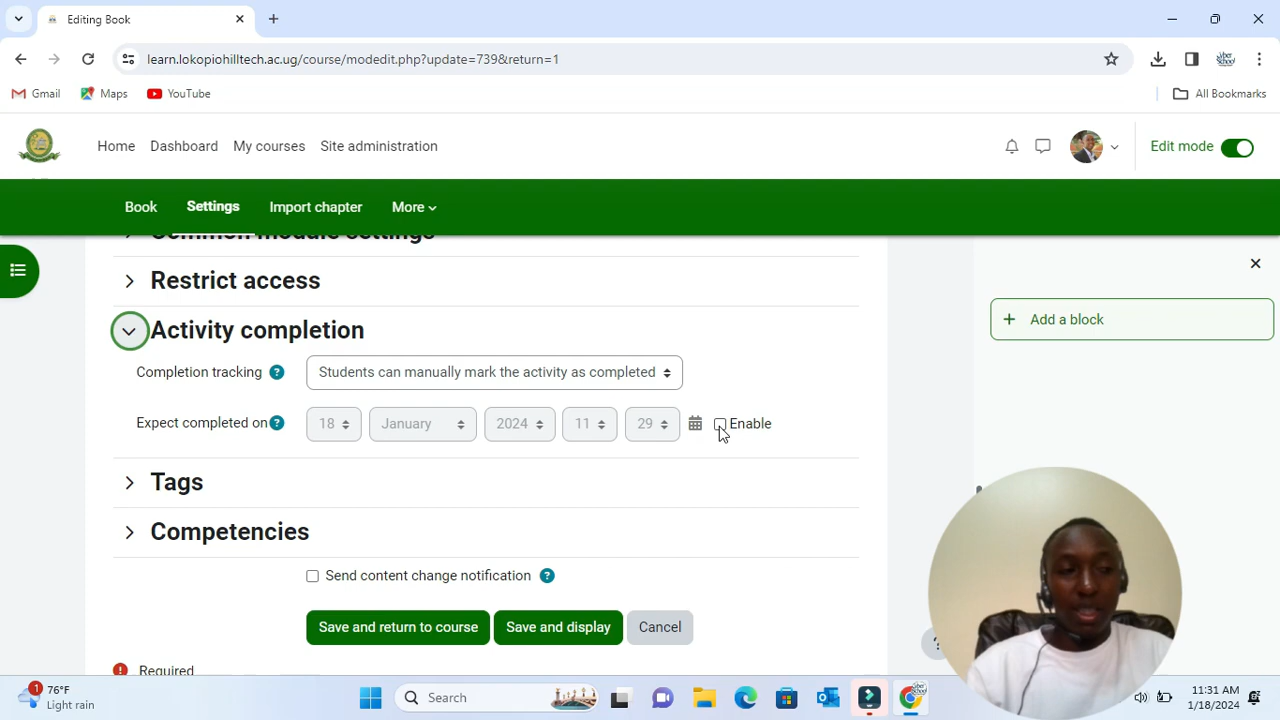 Editing Book
learn.lokopiohilltech.ac.ug/course/modedit.php?update=739&return=1
Gmail Maps YouTube All Bookmarks
Home Dashboard My courses Site administration Edit mode
Book Settings Import chapter More
Common module settings
Restrict access
Add a block
Activity completion
Completion tracking ? Students can manually mark the activity as completed
Expect completed on ? 18 January 2024 11 29 Enable
Tags
Competencies
Send content change notification ?
Save and return to course Save and display Cancel
Required
1 76°F
Light rain
Search
11:31 AM
1/18/2024